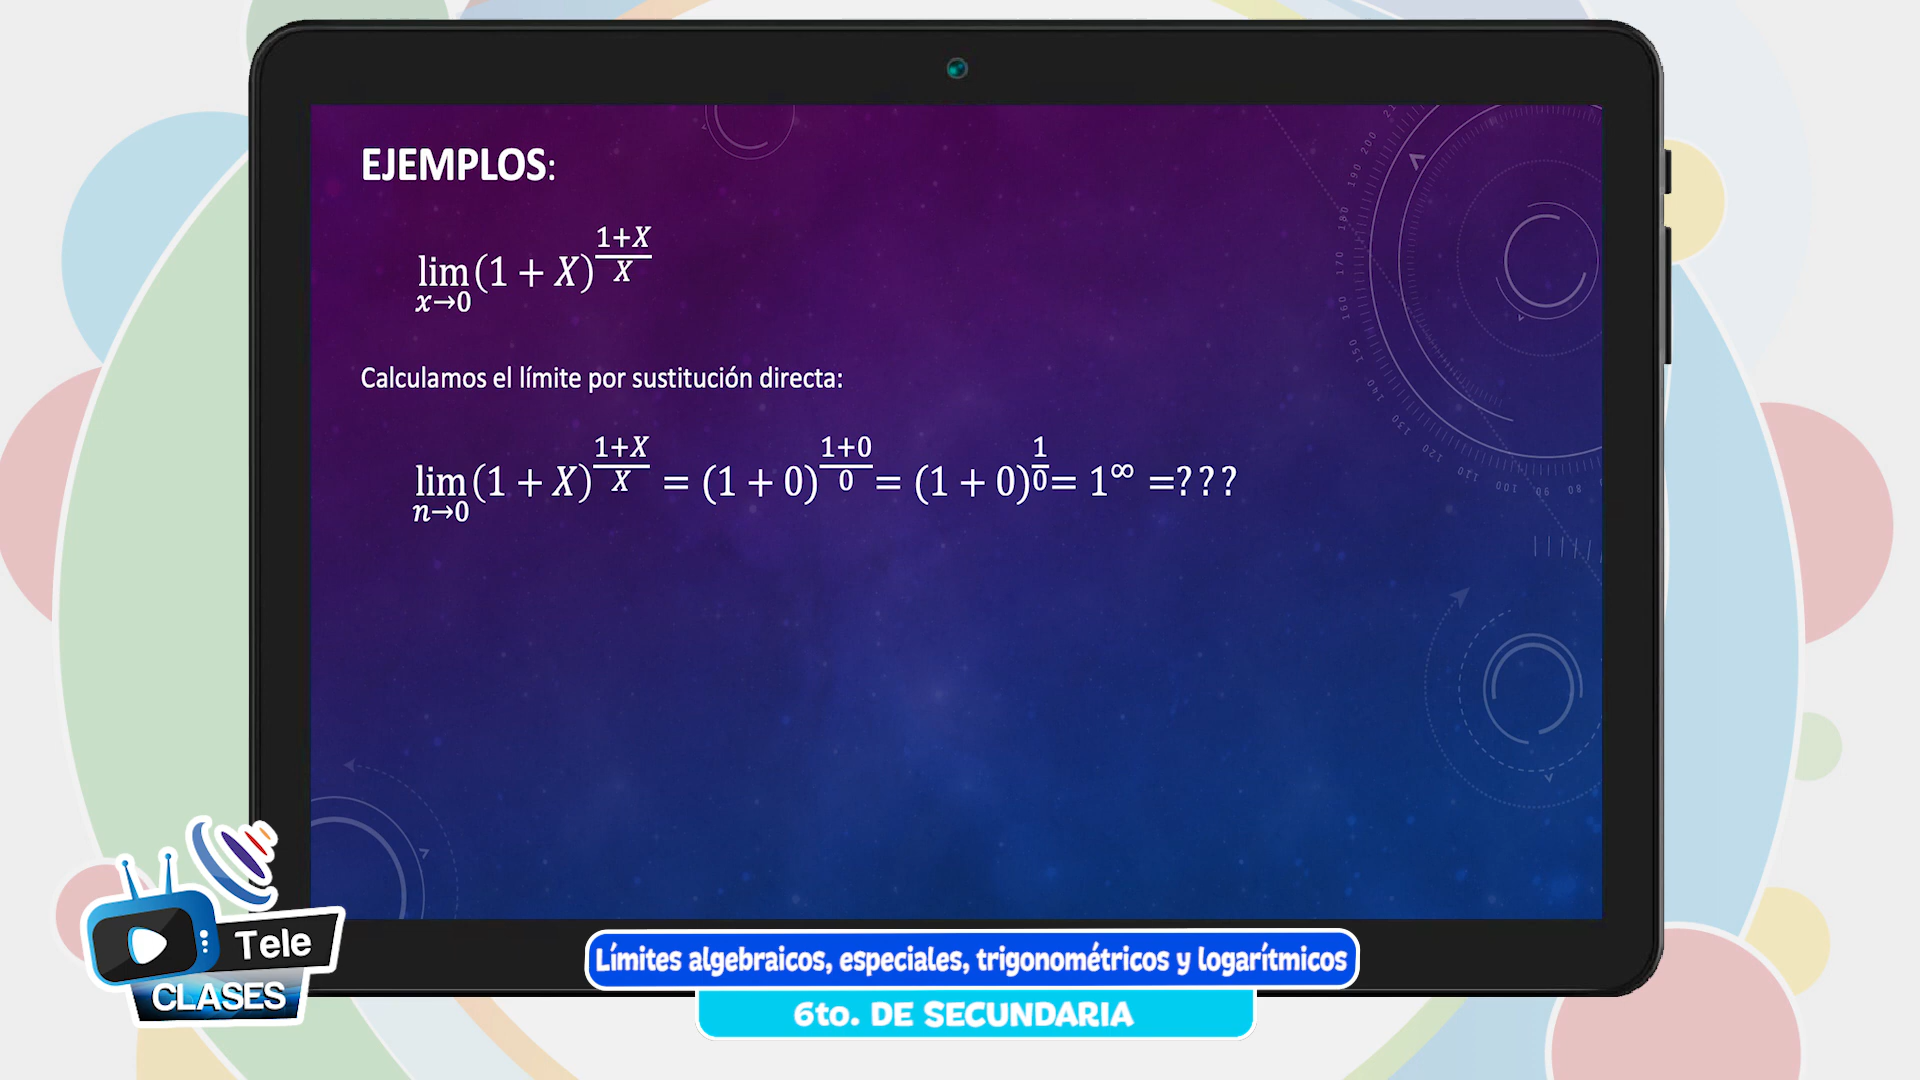 EJEMPLOS:
lim x→0 (1 + X)^(1+X/X)
Calculamos el límite por sustitución directa:
lim n→0 (1 + X)^(1+X/X) = (1 + 0)^(1+0/0) = (1 + 0)^(1/0) = 1^∞ =???
Tele
CLASES
Límites algebraicos, especiales, trigonométricos y logarítmicos
6to. DE SECUNDARIA